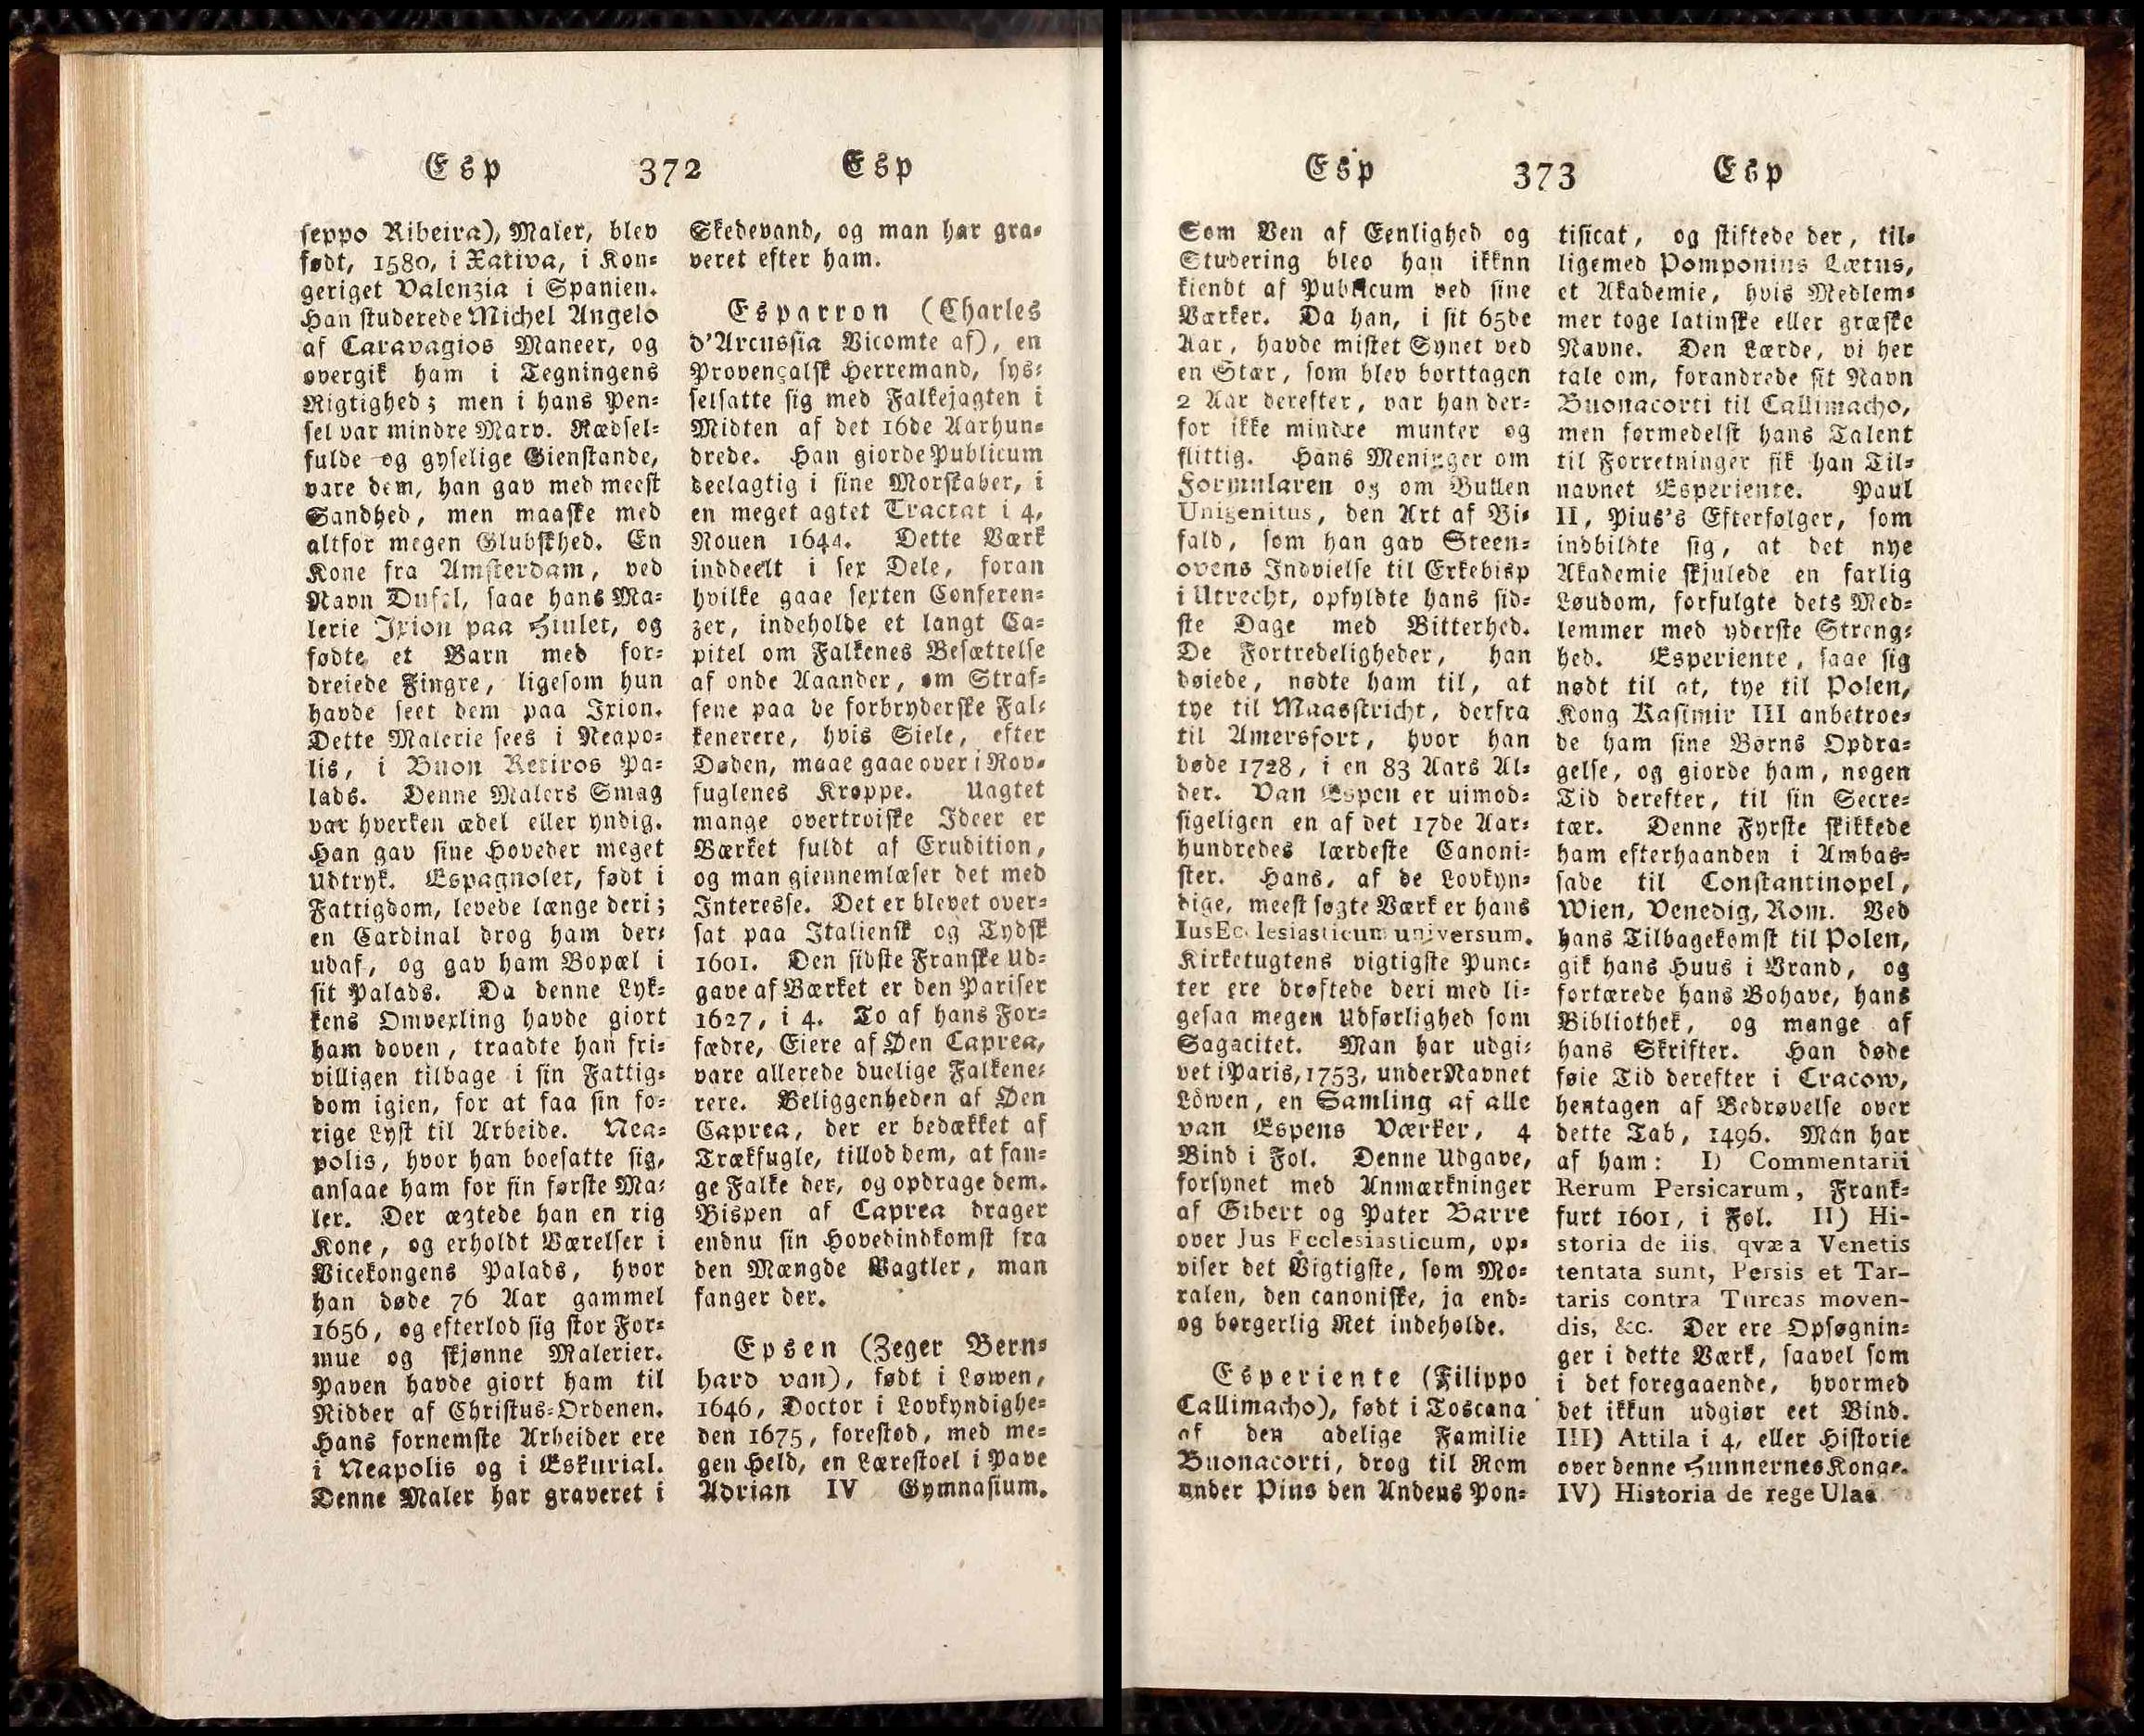 Esp 372 Esp
seppo Ribeira), Maler, blev
født, 1580, i Xativa, i Kon-
geriget Valenzia i Spanien.
Han studerede Michel Angelo
af Caravagios Maneer, og
overgik ham i Tegningens
Rigtighed; men i hans Pen-
sel var mindre Marv. Rædsel-
fulde og gyselige Gienstande,
vare dem, han gav med meest
Sandhed, men maaske med
altfor megen Glubskhed. En
Kone fra Amsterdam, ved
Navn Dufel, saae hans Ma-
lerie Ixion paa Hiulet, og
fødte et Barn med for-
dreiede Fingre, ligesom hun
havde seet dem paa Ixion.
Dette Malerie sees i Neapo-
lis, i Buon Retiros Pa-
lads. Denne Malers Smag
var hverken ædel eller yndig.
Han gav sine Hoveder meget
Udtryk. Espagnolet, født i
Fattigdom, levede længe deri;
en Cardinal drog ham der-
udaf, og gav ham Bopæl i
sit Palads. Da denne Lyk-
kens Omvexling havde giort
ham doven, traadte han fri-
villigen tilbage i sin Fattig-
dom igien, for at faa sin fo-
rige Lyst til Arbeide. Nea-
polis, hvor han boesatte sig,
ansaae ham for sin første Ma-
ler. Der ægtede han en rig
Kone, og erholdt Værelser i
Vicekongens Palads, hvor
han døde 76 Aar gammel
1656, og efterlod sig stor For-
mue og skjønne Malerier.
Paven havde giort ham til
Ridder af Christus-Ordenen.
Hans fornemste Arbeider ere
i Neapolis og i Eskurial.
Denne Maler har graveret i
Skedevand, og man har gra-
veret efter ham.
Esparron (Charles
d'Arcussia Vicomte af), en
Provençalsk Herremand, sys-
selsatte sig med Falkejagten i
Midten af det 16de Aarhun-
drede. Han giorde Publicum
deelagtig i sine Morskaber, i
en meget agtet Tractat i 4,
Rouen 1644. Dette Værk
inddeelt i sex Dele, foran
hvilke gaae sexten Conferen-
zer, indeholde et langt Ca-
pitel om Falkenes Besættelse
af onde Aaander, om Straf-
fene paa de forbryderske Fal-
kenerere, hvis Siele, efter
Døden, maae gaae over i Rov-
fuglenes Kroppe. Uagtet
mange overtroiske Ideer er
Værket fuldt af Erudition,
og man giennemlæser det med
Interesse. Det er blevet over-
sat paa Italiensk og Tydsk
1601. Den sidste Franske Ud-
gave af Værket er den Pariser
1627, i 4. To af hans For-
fædre, Eiere af Øen Caprea,
vare allerede duelige Falkene-
rere. Beliggenheden af Øen
Caprea, der er bedækket af
Trækfugle, tillod dem, at fan-
ge Falke der, og opdrage dem.
Bispen af Caprea drager
endnu sin Hovedindkomst fra
den Mængde Vagtler, man
fanger der.
Epsen (Zeger Bern-
hard van), født i Løwen,
1646, Doctor i Lovkyndighe-
den 1675, forestod, med me-
gen Held, en Lærestoel i Pave
Adrian IV Gymnasium.
Esp 373 Esp
Som Ven af Eenlighed og
Studering blev han ikknn
kiendt af Publicum ved sine
Værker. Da han, i sit 65de
Aar, havde mistet Synet ved
en Stær, som blev borttagen
2 Aar derefter, var han der-
for ikke mindre munter og
flittig. Hans Meninger om
Formularen og om Bullen
Unigenitus, den Art af Bi-
fald, som han gav Steen-
ovens Indvielse til Erkebisp
i Utrecht, opfyldte hans sid-
ste Dage med Bitterhed.
De Fortredeligheder, han
døiede, nødte ham til, at
tye til Maasstricht, derfra
til Amersfort, hvor han
døde 1728, i en 83 Aars Al-
der. Van Espen er uimod-
sigeligen en af det 17de Aar-
hundredes lærdeste Canoni-
ster. Hans, af de Lovkyn-
dige, meest søgte Værk er hans
Ius Ecclesiasticum universum.
Kirketugtens vigtigste Punc-
ter ere drøftede deri med li-
gesaa megen Udførlighed som
Sagacitet. Man har udgi-
vet i Paris, 1753, under Navnet
Löwen, en Samling af alle
van Espens Værker, 4
Bind i Fol. Denne Udgave,
forsynet med Anmærkninger
af Gibert og Pater Barre
over Jus Ecclesiasticum, op-
viser det Vigtigste, som Mo-
ralen, den canoniske, ja end-
og borgerlig Ret indeholde.
Esperiente (Filippo
Callimacho), født i Toscana
af den adelige Familie
Buonacorti, drog til Rom
under Pius den Andens Pon-
tificat, og stiftede der, til-
ligemed Pomponius Lætus,
et Akademie, hvis Medlem-
mer toge latinske eller græske
Navne. Den Lærde, vi her
tale om, forandrede sit Navn
Buonacorti til Callimacho,
men formedelst hans Talent
til Forretninger fik han Til-
navnet Esperiente. Paul
II, Pius's Efterfølger, som
indbildte sig, at det nye
Akademie skjulede en farlig
Løudom, forfulgte dets Med-
lemmer med yderste Streng-
hed. Esperiente, saae sig
nødt til at, tye til Polen,
Kong Kasimir III anbetroe-
de ham sine Børns Opdra-
gelse, og giorde ham, nogen
Tid derefter, til sin Secre-
tær. Denne Fyrste skikkede
ham efterhaanden i Ambas-
sade til Constantinopel,
Wien, Venedig, Rom. Ved
hans Tilbagekomst til Polen,
gik hans Huus i Brand, og
fortærede hans Bohave, hans
Bibliothek, og mange af
hans Skrifter. Han døde
føie Tid derefter i Cracow,
hentagen af Bedrøvelse over
dette Tab, 1496. Man har
af ham: I) Commentarii
Rerum Persicarum, Frank-
furt 1601, i Fol. II) Hi-
storia de iis, qvæ a Venetis
tentata sunt, Persis et Tar-
taris contra Turcas moven-
dis, &c. Der ere Opsøgnin-
ger i dette Værk, saavel som
i det foregaaende, hvormed
det ikkun udgiør eet Bind.
III) Attila i 4, eller Historie
over denne Hunnernes Konge.
IV) Historia de rege Ulaa